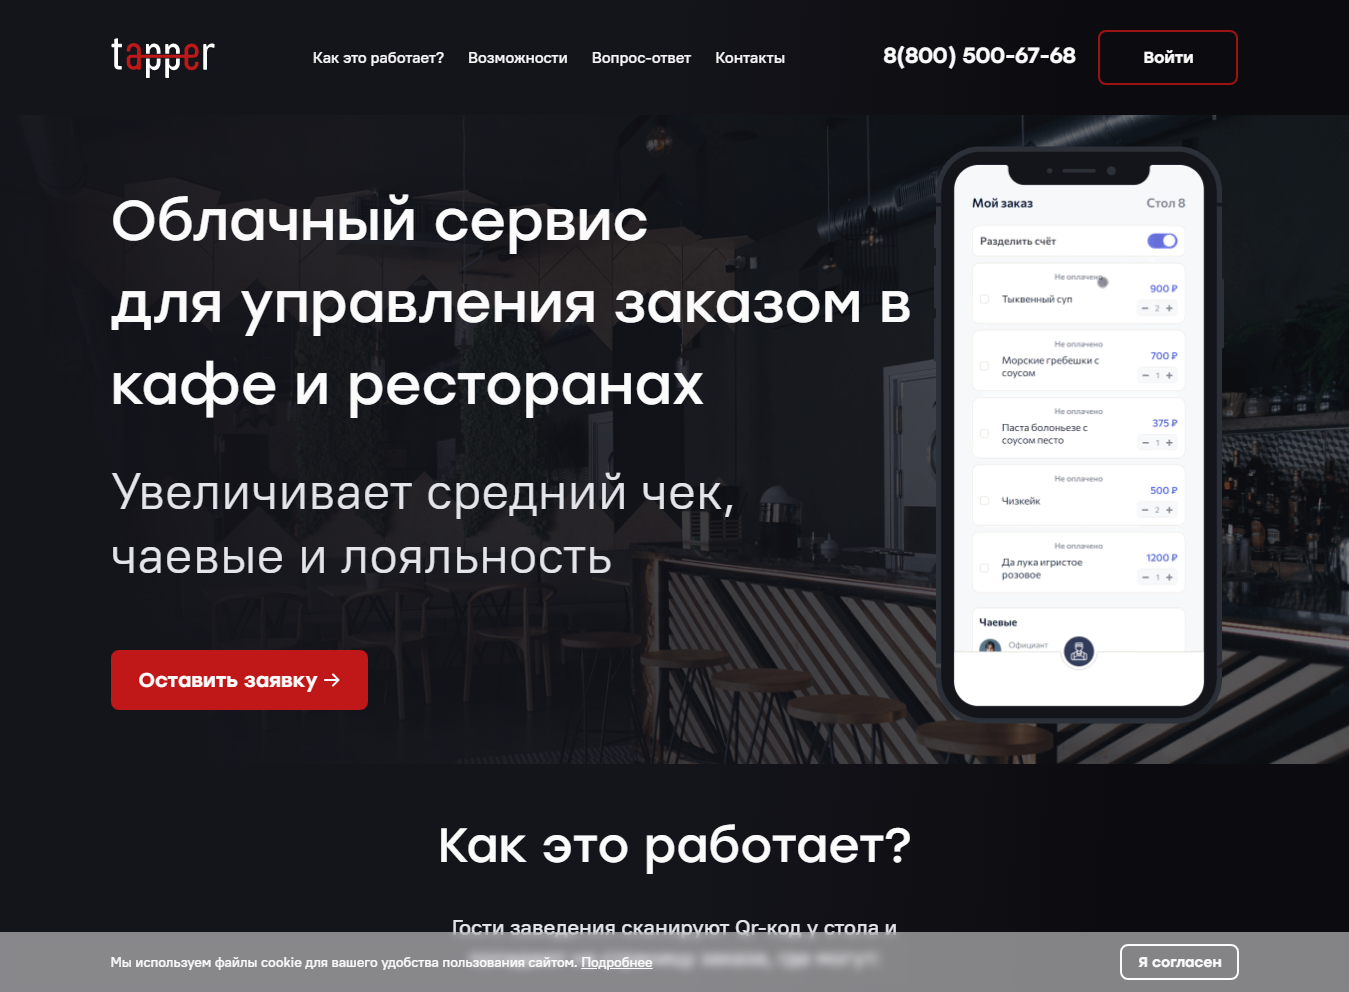 tapper
Как это работает?
Возможности
Вопрос-ответ
Контакты
8(800) 500-67-68
Войти
Облачный сервис
для управления заказом в
кафе и ресторанах
Увеличивает средний чек,
чаевые и лояльность
Оставить заявку →
Мой заказ
Стол 8
Разделить счёт
Не оплачено
900 ₽
Тыквенный суп
− 2 +
Не оплачено
700 ₽
Морские гребешки с
соусом
− 1 +
Не оплачено
375 ₽
Паста болоньезе с
соусом песто
− 1 +
Не оплачено
500 ₽
Чизкейк
− 2 +
Не оплачено
1200 ₽
Да лука игристое
розовое
− 1 +
Чаевые
Официант
Как это работает?
Гости заведения сканируют Qr-код у стола и
заказа, где могут:
Мы используем файлы cookie для вашего удобства пользования сайтом. Подробнее
Я согласен